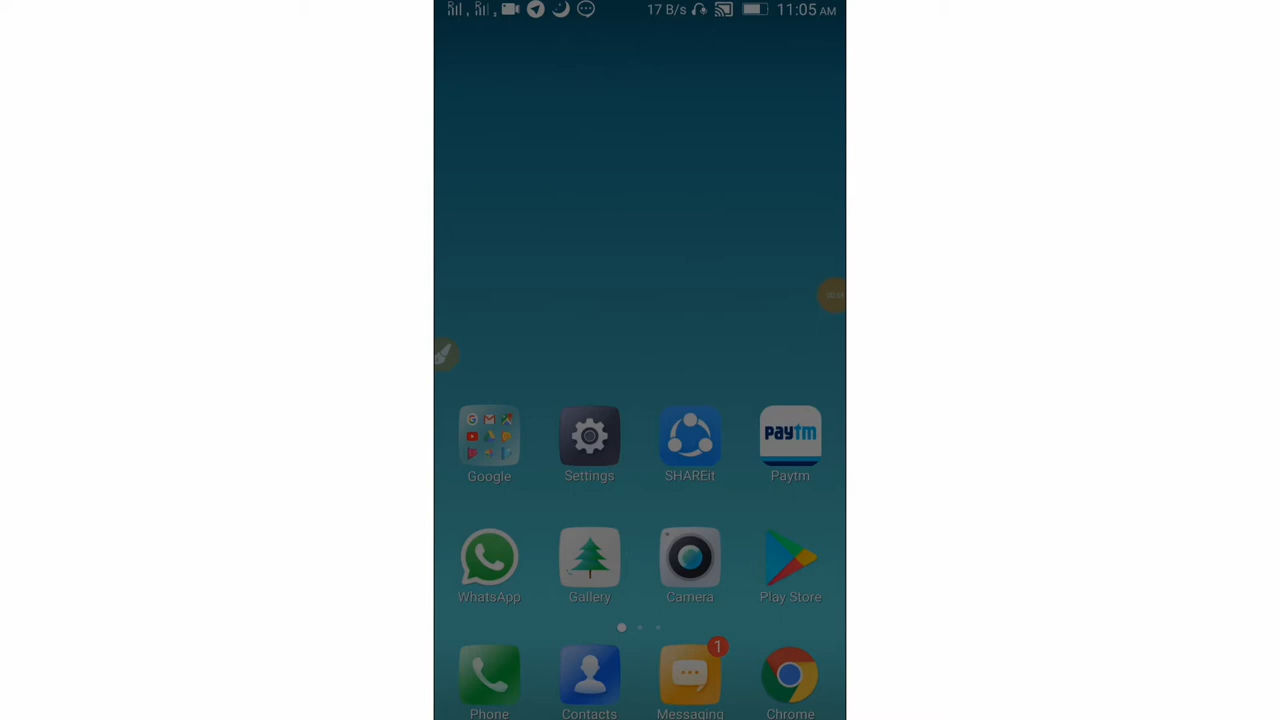 17 B/s 11:05 AM
Google Settings SHAREit Paytm
paytm
WhatsApp Gallery Camera Play Store
1
Phone Contacts Messaging Chrome